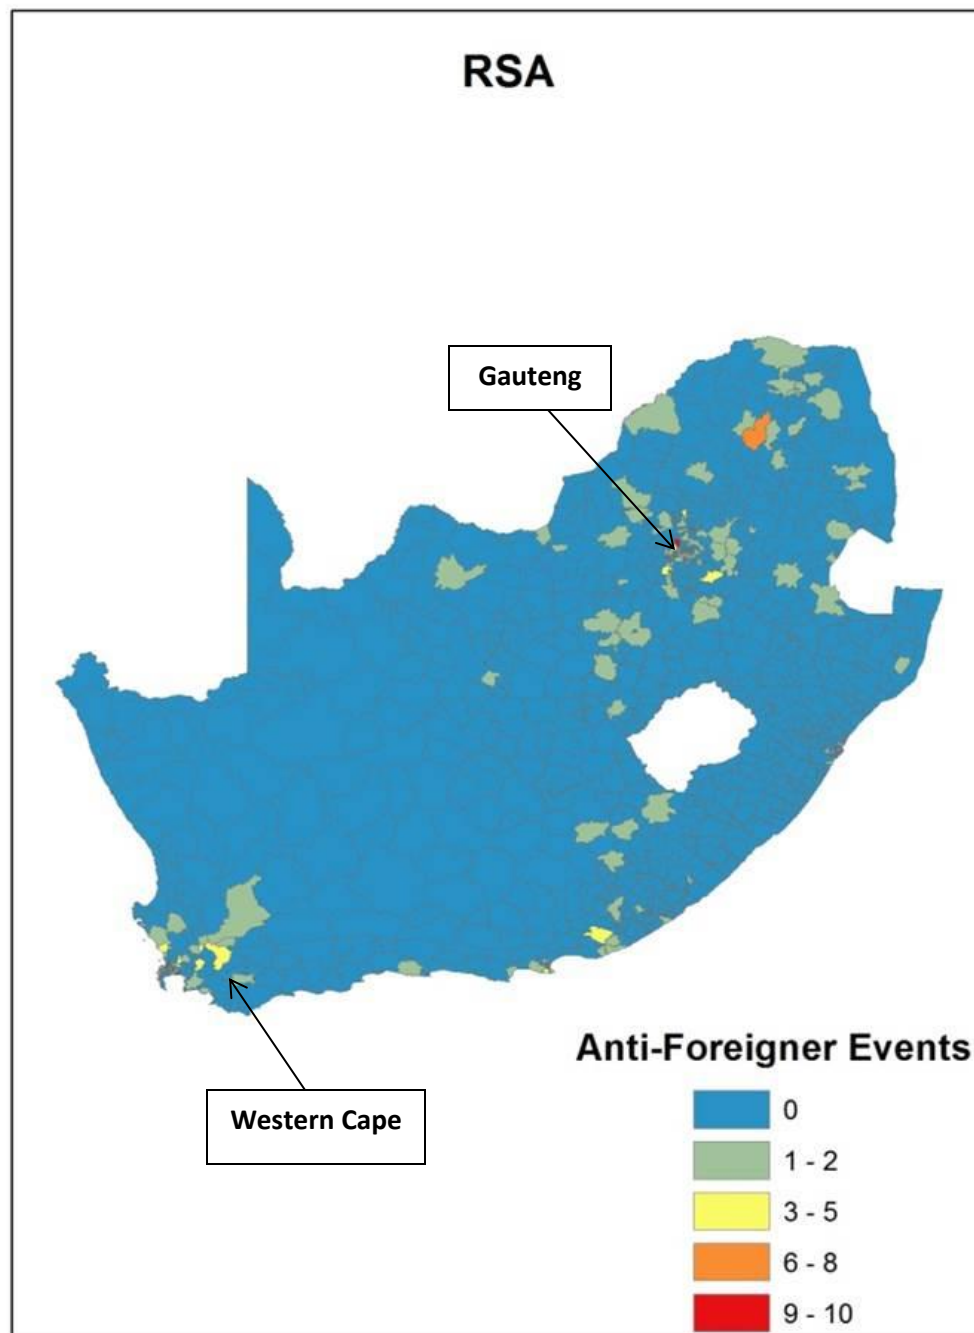 RSA
Gauteng
Western Cape
Anti-Foreigner Events
0
1 - 2
3 - 5
6 - 8
9 - 10